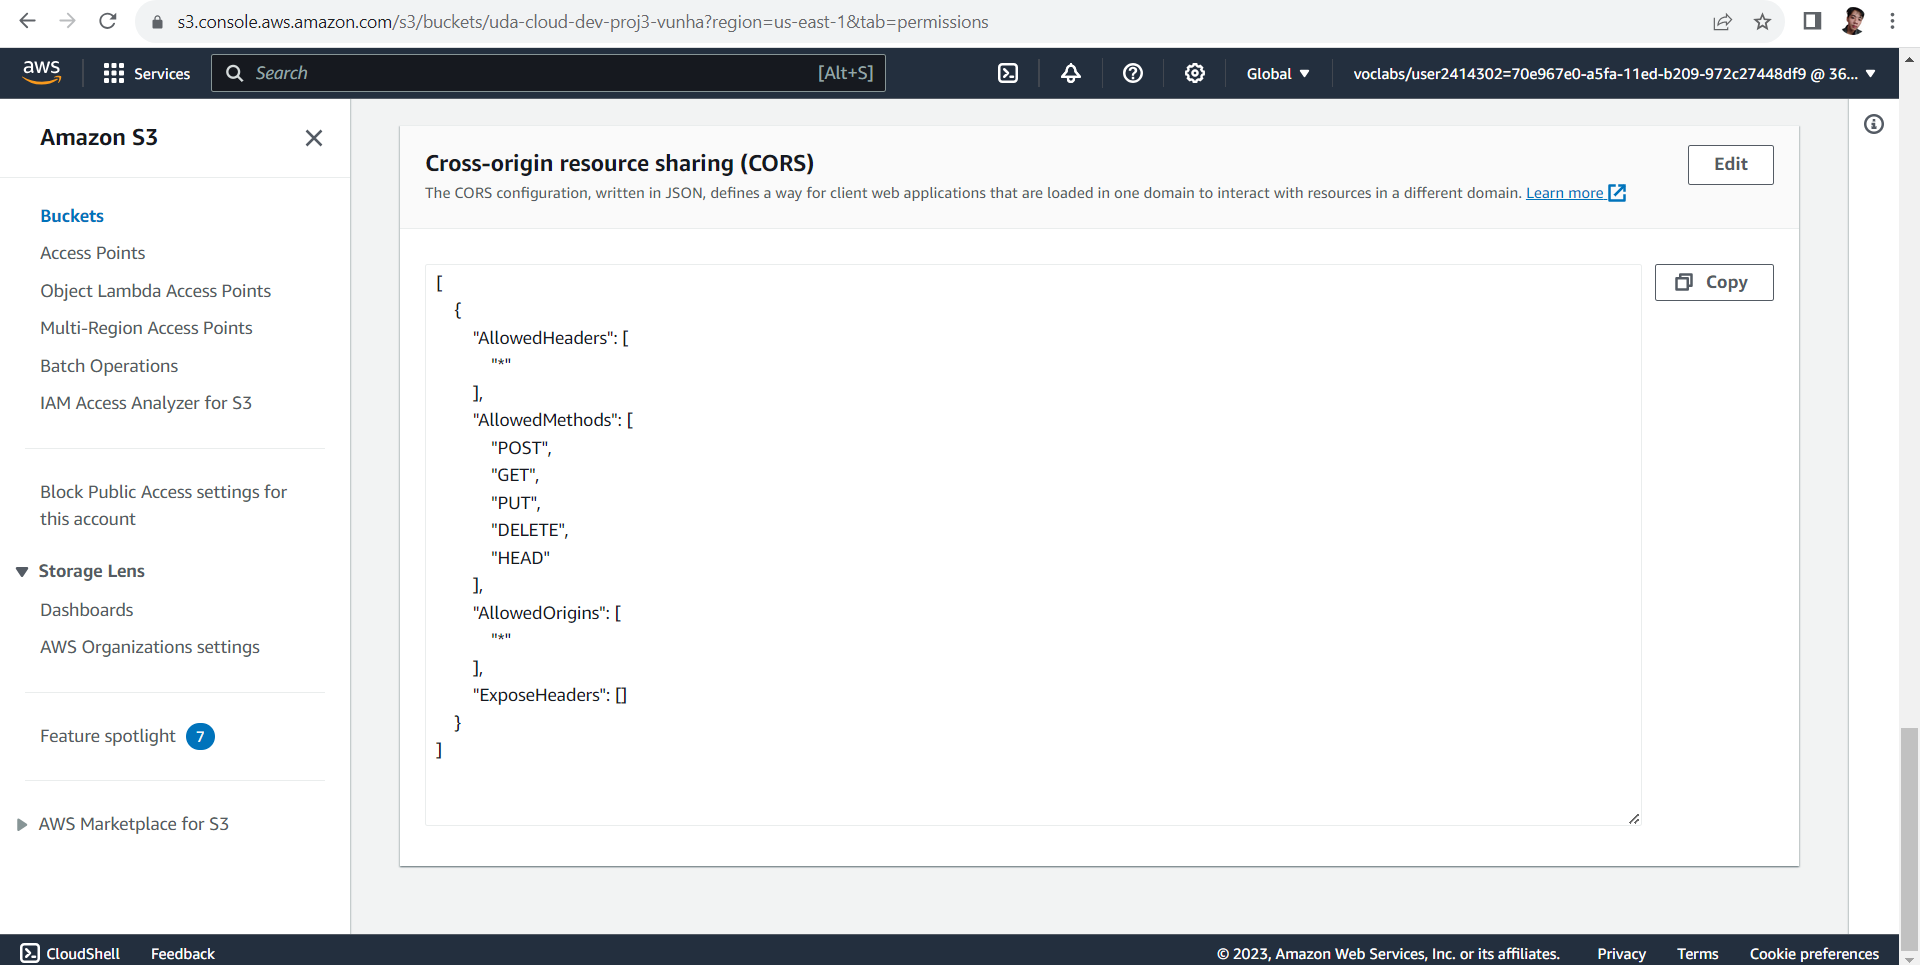 s3.console.aws.amazon.com/s3/buckets/uda-cloud-dev-proj3-vunha?region=us-east-1&tab=permissions
aws Services Search [Alt+S] Global voclabs/user2414302=70e967e0-a5fa-11ed-b209-972c27448df9 @ 36...
Amazon S3
Buckets
Access Points
Object Lambda Access Points
Multi-Region Access Points
Batch Operations
IAM Access Analyzer for S3
Block Public Access settings for
this account
Storage Lens
Dashboards
AWS Organizations settings
Feature spotlight 7
AWS Marketplace for S3
Cross-origin resource sharing (CORS)
Edit
The CORS configuration, written in JSON, defines a way for client web applications that are loaded in one domain to interact with resources in a different domain. Learn more
Copy
[
{
"AllowedHeaders": [
"*"
],
"AllowedMethods": [
"POST",
"GET",
"PUT",
"DELETE",
"HEAD"
],
"AllowedOrigins": [
"*"
],
"ExposeHeaders": []
}
]
CloudShell Feedback © 2023, Amazon Web Services, Inc. or its affiliates. Privacy Terms Cookie preferences